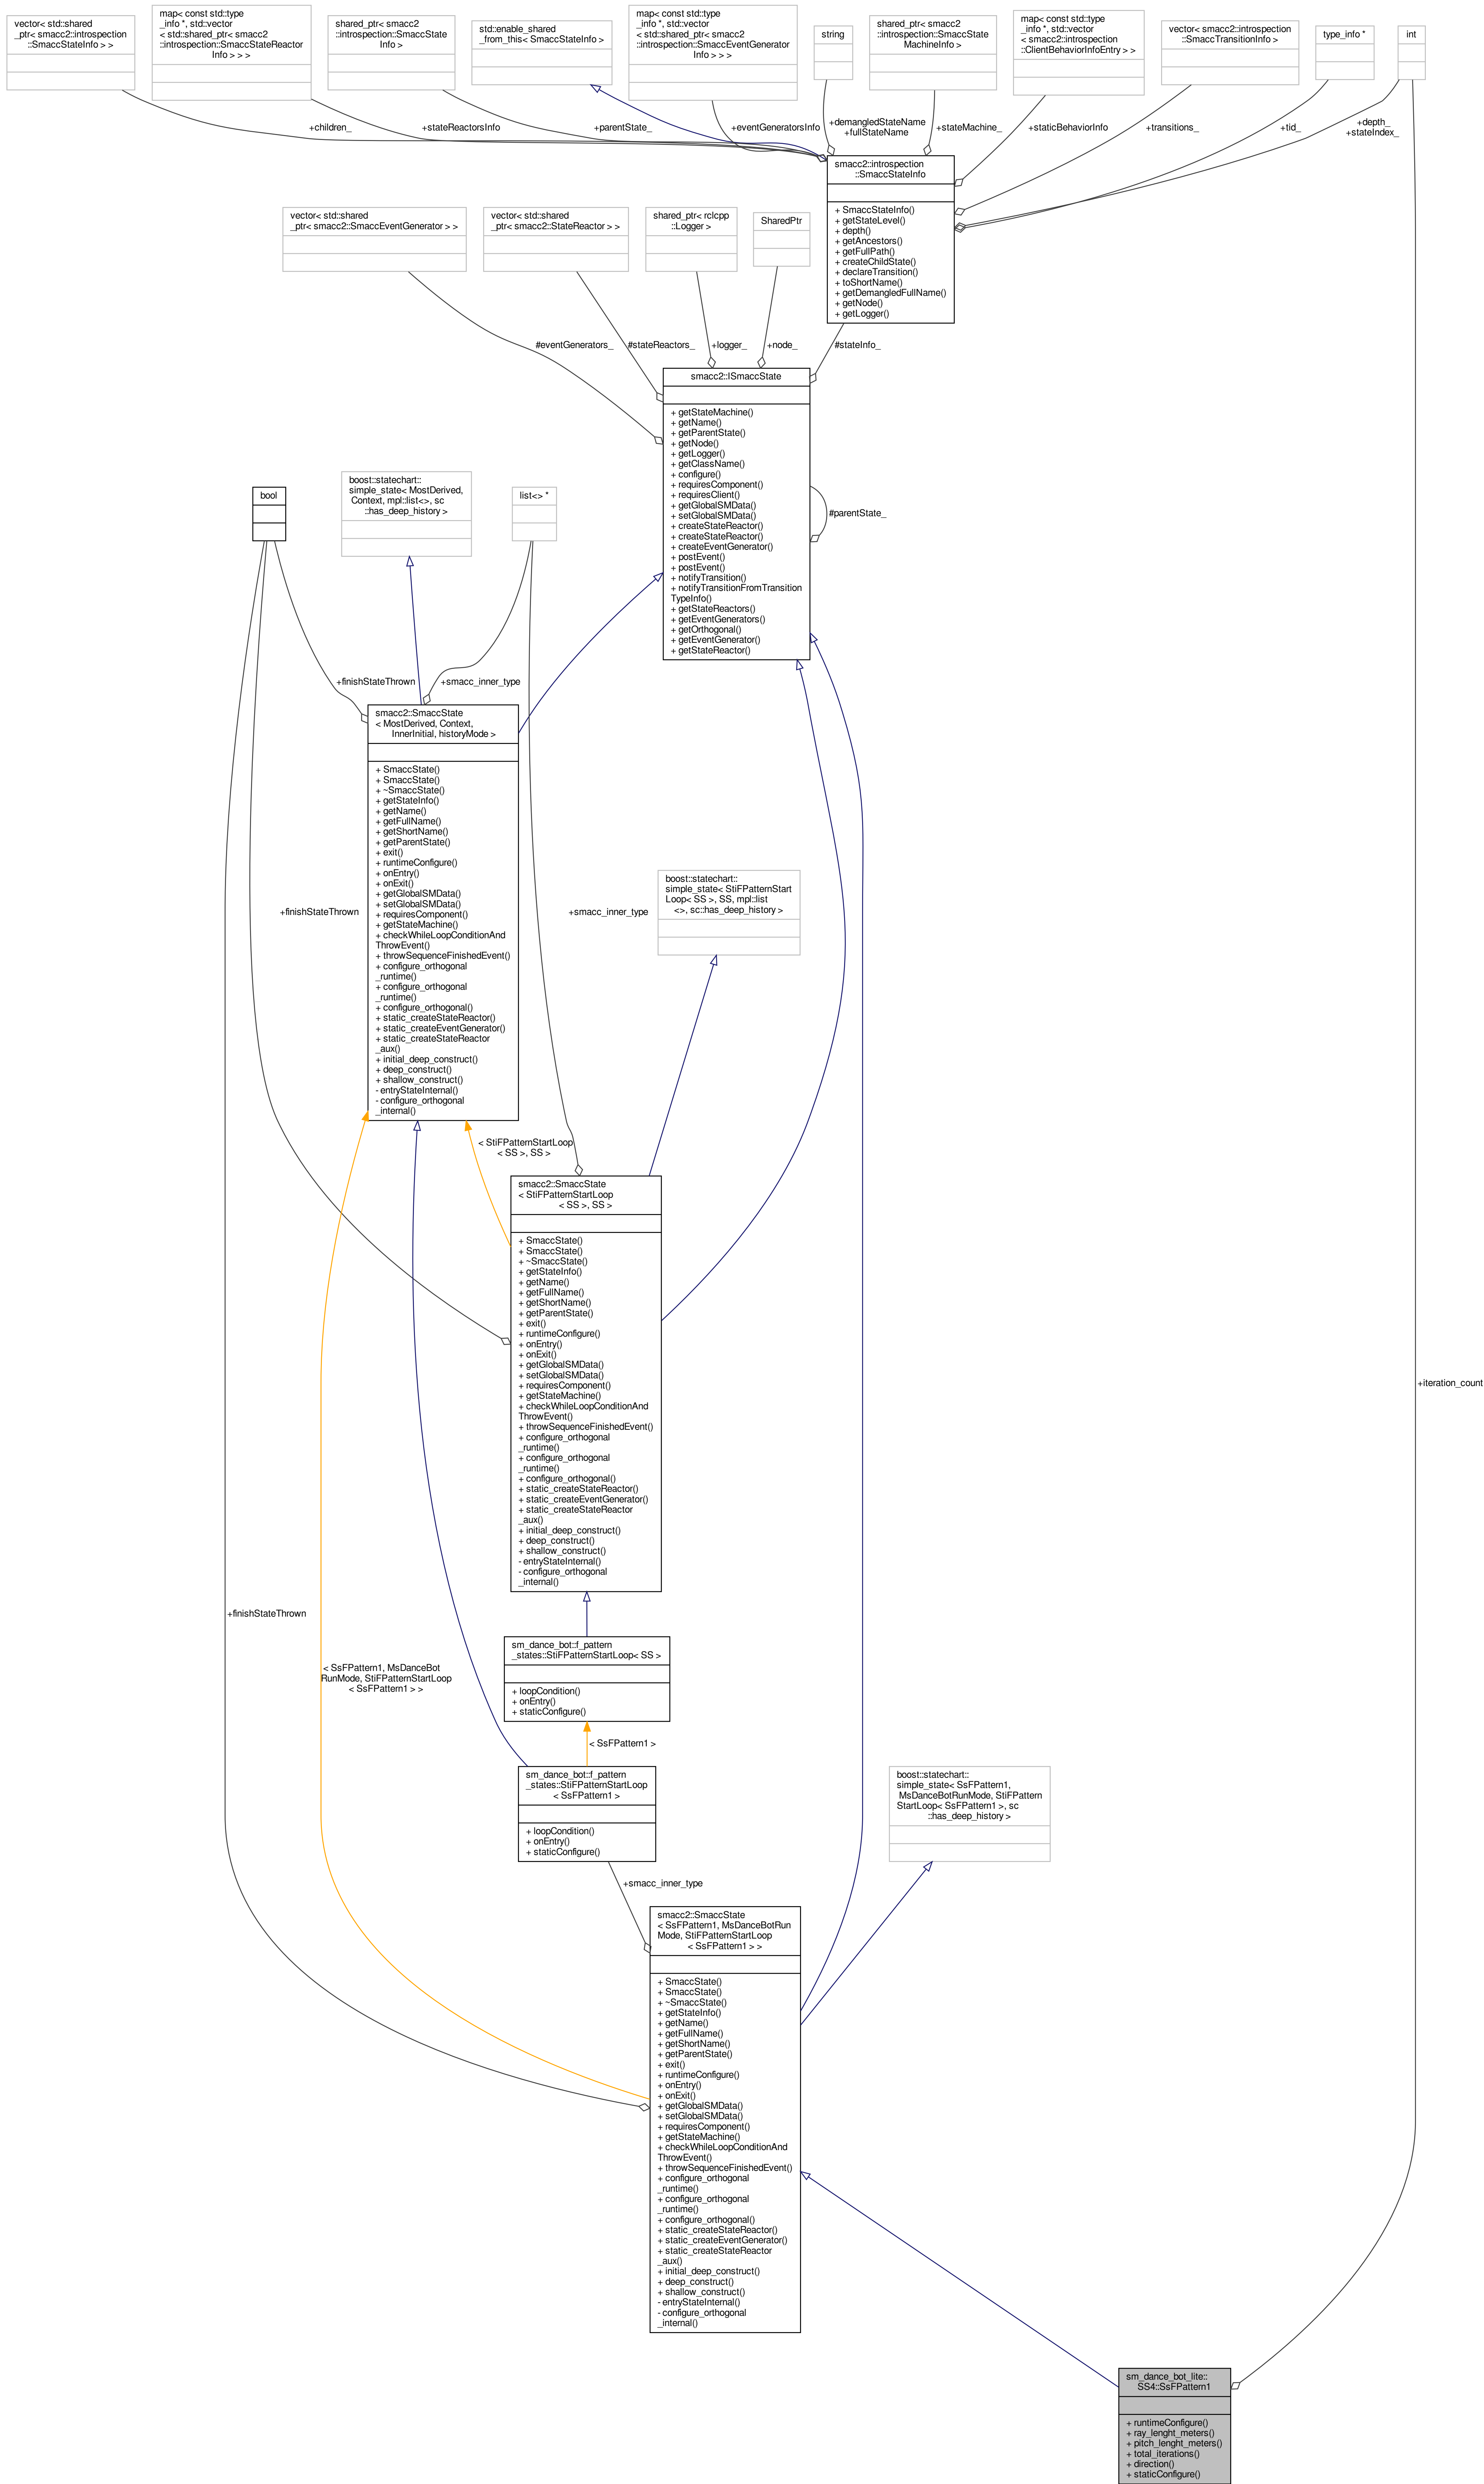 vector< std::shared
_ptr< smacc2::introspection
::SmaccStateInfo > >
map< const std::type
_info *, std::vector
< std::shared_ptr< smacc2
::introspection::SmaccStateReactor
Info > > >
shared_ptr< smacc2
::introspection::SmaccState
Info >
std::enable_shared
_from_this< SmaccStateInfo >
map< const std::type
_info *, std::vector
< std::shared_ptr< smacc2
::introspection::SmaccEventGenerator
Info > > >
string
shared_ptr< smacc2
::introspection::SmaccState
MachineInfo >
map< const std::type
_info *, std::vector
< smacc2::introspection
::ClientBehaviorInfoEntry > >
vector< smacc2::introspection
::SmaccTransitionInfo >
type_info *
int
+children_
+stateReactorsInfo
+parentState_
+eventGeneratorsInfo
+demangledStateName
+fullStateName
+stateMachine_
+staticBehaviorInfo
+transitions_
+tid_
+depth_
+stateIndex_
smacc2::introspection
::SmaccStateInfo
+ SmaccStateInfo()
+ getStateLevel()
+ depth()
+ getAncestors()
+ getFullPath()
+ createChildState()
+ declareTransition()
+ toShortName()
+ getDemangledFullName()
+ getNode()
+ getLogger()
vector< std::shared
_ptr< smacc2::SmaccEventGenerator > >
vector< std::shared
_ptr< smacc2::StateReactor > >
shared_ptr< rclcpp
::Logger >
SharedPtr
#eventGenerators_
#stateReactors_
+logger_
+node_
#stateInfo_
smacc2::ISmaccState
+ getStateMachine()
+ getName()
+ getParentState()
+ getNode()
+ getLogger()
+ getClassName()
+ configure()
+ requiresComponent()
+ requiresClient()
+ getGlobalSMData()
+ setGlobalSMData()
+ createStateReactor()
+ createStateReactor()
+ createEventGenerator()
+ postEvent()
+ postEvent()
+ notifyTransition()
+ notifyTransitionFromTransition
TypeInfo()
+ getStateReactors()
+ getEventGenerators()
+ getOrthogonal()
+ getEventGenerator()
+ getStateReactor()
#parentState_
bool
boost::statechart::
simple_state< MostDerived,
Context, mpl::list<>, sc
::has_deep_history >
list<> *
+finishStateThrown
+smacc_inner_type
smacc2::SmaccState
< MostDerived, Context,
InnerInitial, historyMode >
+ SmaccState()
+ SmaccState()
+ ~SmaccState()
+ getStateInfo()
+ getName()
+ getFullName()
+ getShortName()
+ getParentState()
+ exit()
+ runtimeConfigure()
+ onEntry()
+ onExit()
+ getGlobalSMData()
+ setGlobalSMData()
+ requiresComponent()
+ getStateMachine()
+ checkWhileLoopConditionAnd
ThrowEvent()
+ throwSequenceFinishedEvent()
+ configure_orthogonal
_runtime()
+ configure_orthogonal
_runtime()
+ configure_orthogonal()
+ static_createStateReactor()
+ static_createEventGenerator()
+ static_createStateReactor
_aux()
+ initial_deep_construct()
+ deep_construct()
+ shallow_construct()
- entryStateInternal()
- configure_orthogonal
_internal()
+finishStateThrown
+smacc_inner_type
boost::statechart::
simple_state< StiFPatternStart
Loop< SS >, SS, mpl::list
<>, sc::has_deep_history >
< StiFPatternStartLoop
< SS >, SS >
smacc2::SmaccState
< StiFPatternStartLoop
< SS >, SS >
+ SmaccState()
+ SmaccState()
+ ~SmaccState()
+ getStateInfo()
+ getName()
+ getFullName()
+ getShortName()
+ getParentState()
+ exit()
+ runtimeConfigure()
+ onEntry()
+ onExit()
+ getGlobalSMData()
+ setGlobalSMData()
+ requiresComponent()
+ getStateMachine()
+ checkWhileLoopConditionAnd
ThrowEvent()
+ throwSequenceFinishedEvent()
+ configure_orthogonal
_runtime()
+ configure_orthogonal
_runtime()
+ configure_orthogonal()
+ static_createStateReactor()
+ static_createEventGenerator()
+ static_createStateReactor
_aux()
+ initial_deep_construct()
+ deep_construct()
+ shallow_construct()
- entryStateInternal()
- configure_orthogonal
_internal()
+iteration_count
+finishStateThrown
sm_dance_bot::f_pattern
_states::StiFPatternStartLoop< SS >
+ loopCondition()
+ onEntry()
+ staticConfigure()
< SsFPattern1, MsDanceBot
RunMode, StiFPatternStartLoop
< SsFPattern1 > >
< SsFPattern1 >
sm_dance_bot::f_pattern
_states::StiFPatternStartLoop
< SsFPattern1 >
+ loopCondition()
+ onEntry()
+ staticConfigure()
boost::statechart::
simple_state< SsFPattern1,
MsDanceBotRunMode, StiFPattern
StartLoop< SsFPattern1 >, sc
::has_deep_history >
+smacc_inner_type
smacc2::SmaccState
< SsFPattern1, MsDanceBotRun
Mode, StiFPatternStartLoop
< SsFPattern1 > >
+ SmaccState()
+ SmaccState()
+ ~SmaccState()
+ getStateInfo()
+ getName()
+ getFullName()
+ getShortName()
+ getParentState()
+ exit()
+ runtimeConfigure()
+ onEntry()
+ onExit()
+ getGlobalSMData()
+ setGlobalSMData()
+ requiresComponent()
+ getStateMachine()
+ checkWhileLoopConditionAnd
ThrowEvent()
+ throwSequenceFinishedEvent()
+ configure_orthogonal
_runtime()
+ configure_orthogonal
_runtime()
+ configure_orthogonal()
+ static_createStateReactor()
+ static_createEventGenerator()
+ static_createStateReactor
_aux()
+ initial_deep_construct()
+ deep_construct()
+ shallow_construct()
- entryStateInternal()
- configure_orthogonal
_internal()
sm_dance_bot_lite::
SS4::SsFPattern1
+ runtimeConfigure()
+ ray_lenght_meters()
+ pitch_lenght_meters()
+ total_iterations()
+ direction()
+ staticConfigure()